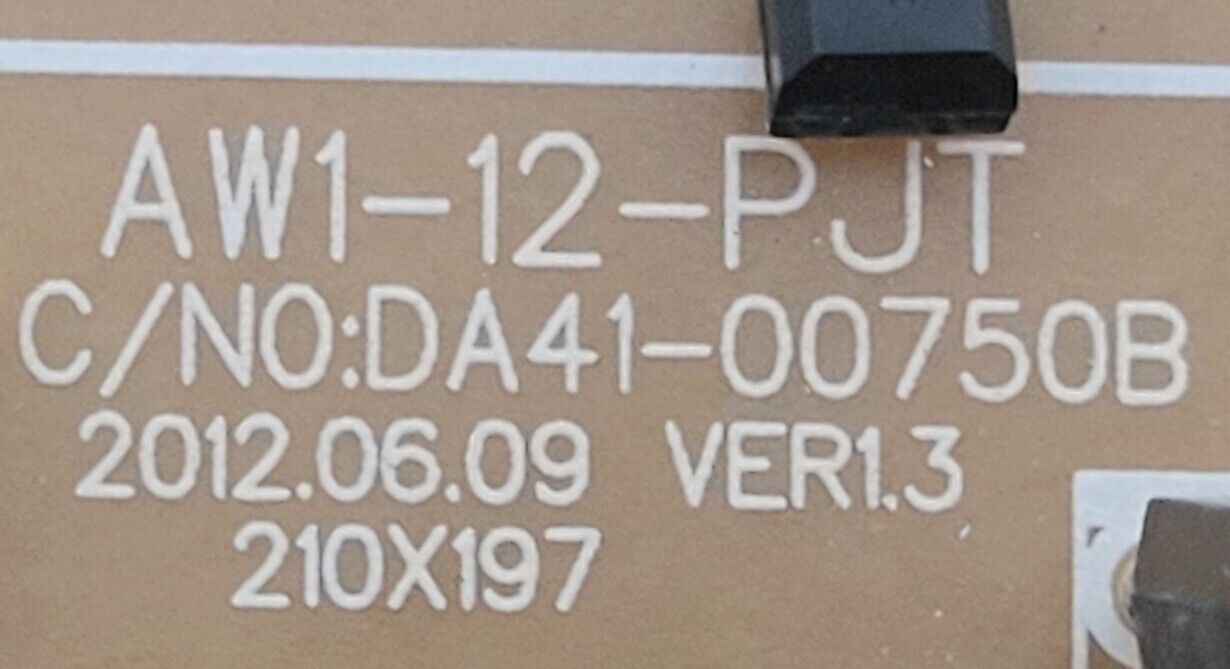 AW1-12-PJT
C/NO:DA41-00750B
2012.06.09 VER1.3
210X197